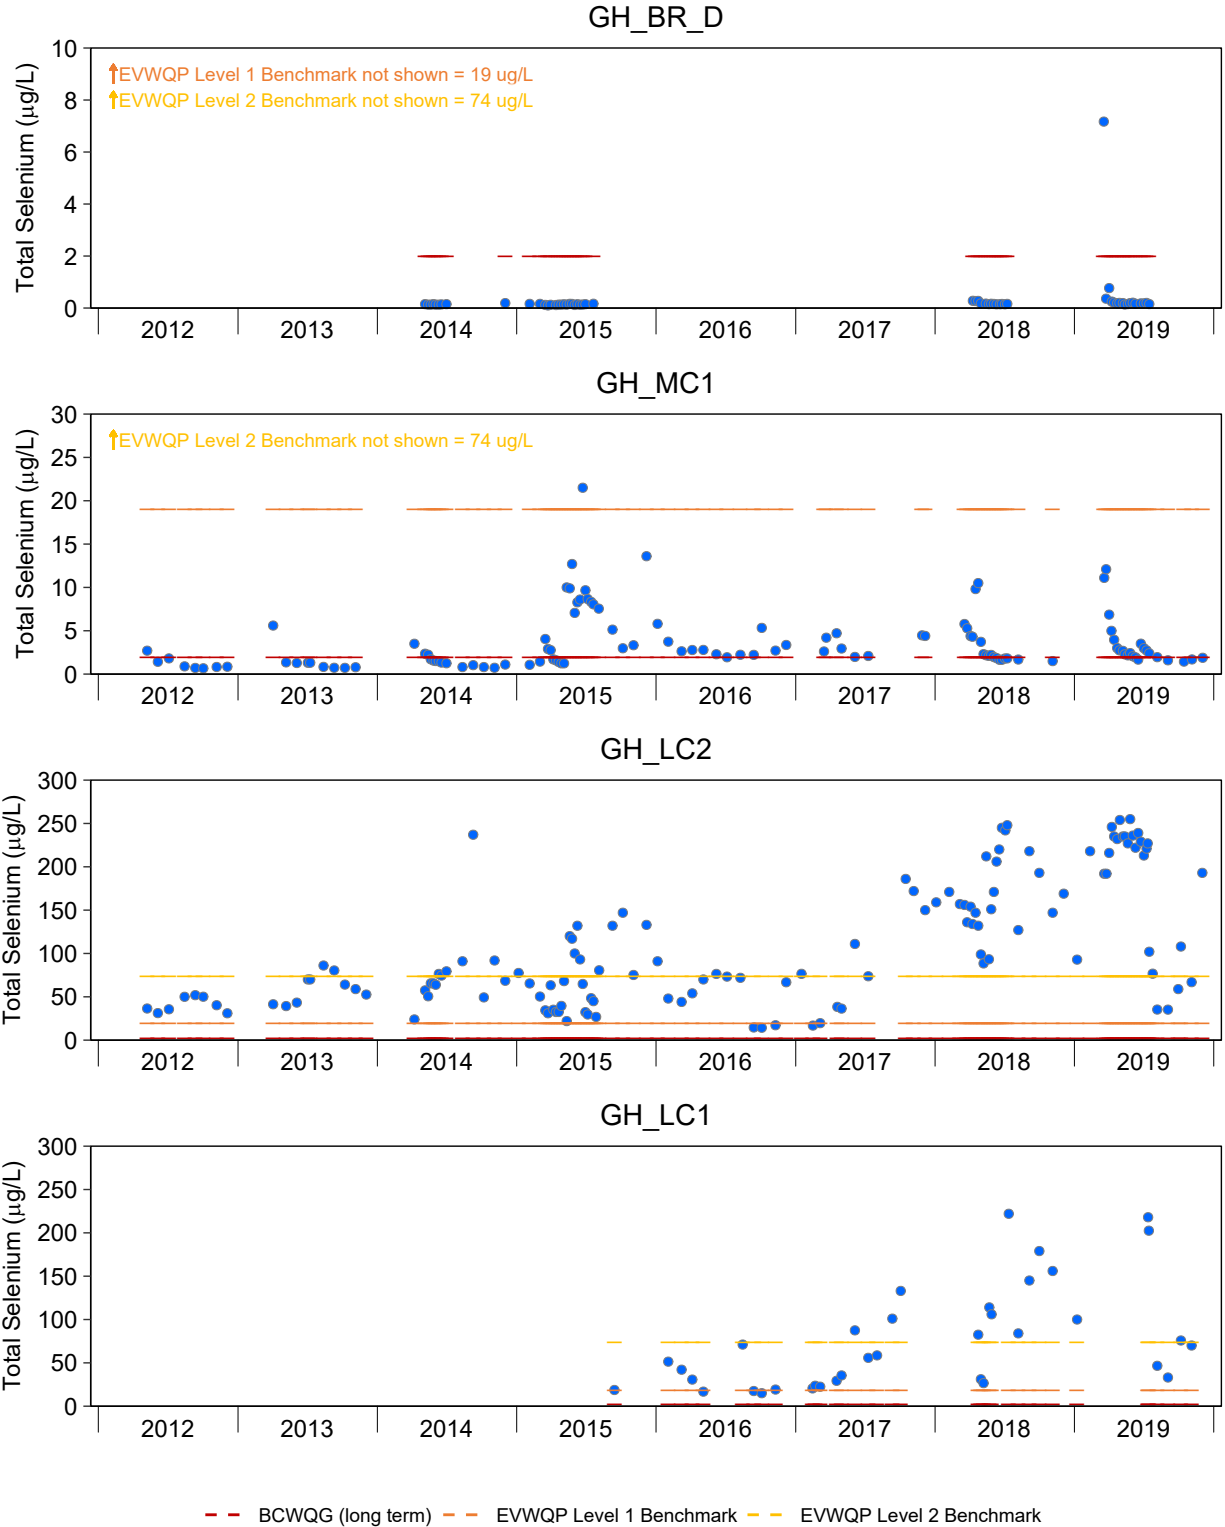 GH_BR_D
Total Selenium (µg/L)
10
8
6
4
2
0
EVWQP Level 1 Benchmark not shown = 19 ug/L
EVWQP Level 2 Benchmark not shown = 74 ug/L
2012 2013 2014 2015 2016 2017 2018 2019
GH_MC1
Total Selenium (µg/L)
30
25
20
15
10
5
0
EVWQP Level 2 Benchmark not shown = 74 ug/L
2012 2013 2014 2015 2016 2017 2018 2019
GH_LC2
Total Selenium (µg/L)
300
250
200
150
100
50
0
2012 2013 2014 2015 2016 2017 2018 2019
GH_LC1
Total Selenium (µg/L)
300
250
200
150
100
50
0
2012 2013 2014 2015 2016 2017 2018 2019
BCWQG (long term) EVWQP Level 1 Benchmark EVWQP Level 2 Benchmark